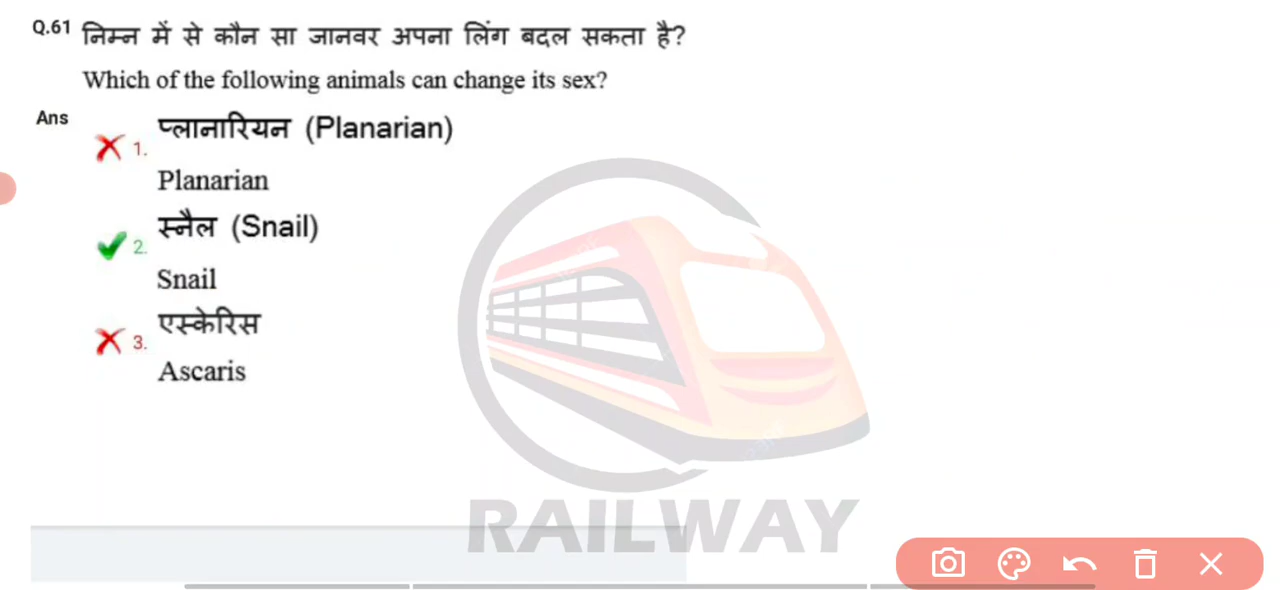 Q.61 निम्न में से कौन सा जानवर अपना लिंग बदल सकता है?
Which of the following animals can change its sex?
Ans
1. प्लानारियन (Planarian)
Planarian
2. स्नैल (Snail)
Snail
3. एस्केरिस
Ascaris
RAILWAY